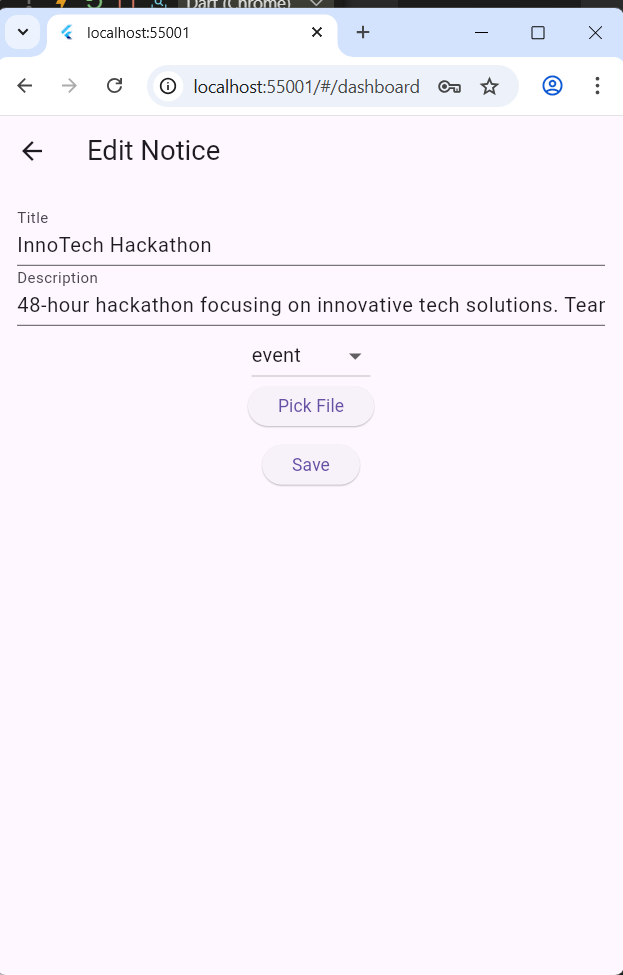 Dart (Chrome)
localhost:55001
localhost:55001/#/dashboard
Edit Notice
Title
InnoTech Hackathon
Description
48-hour hackathon focusing on innovative tech solutions.
event
Pick File
Save